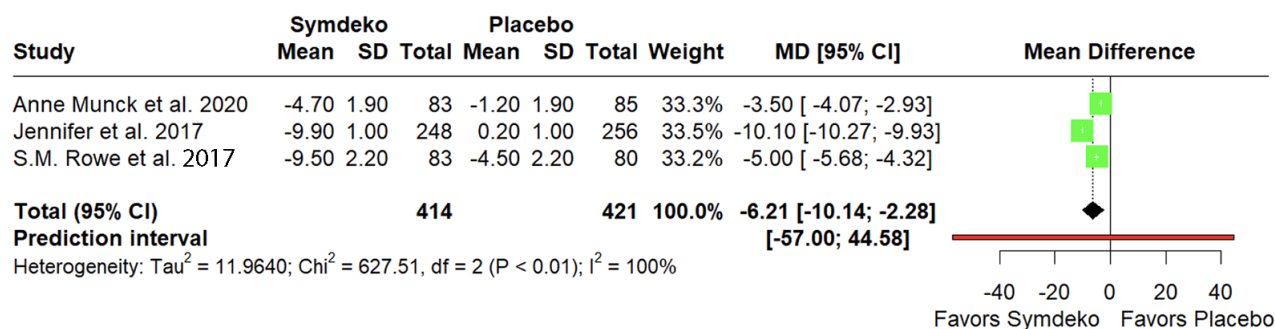 Symdeko Placebo
Study Mean SD Total Mean SD Total Weight MD [95% CI] Mean Difference
Anne Munck et al. 2020 -4.70 1.90 83 -1.20 1.90 85 33.3% -3.50 [ -4.07; -2.93]
Jennifer et al. 2017 -9.90 1.00 248 0.20 1.00 256 33.5% -10.10 [-10.27; -9.93]
S.M. Rowe et al. 2017 -9.50 2.20 83 -4.50 2.20 80 33.2% -5.00 [ -5.68; -4.32]
Total (95% CI) 414 421 100.0% -6.21 [-10.14; -2.28]
Prediction interval [-57.00; 44.58]
Heterogeneity: Tau² = 11.9640; Chi² = 627.51, df = 2 (P < 0.01); I² = 100%
-40 -20 0 20 40
Favors Symdeko Favors Placebo